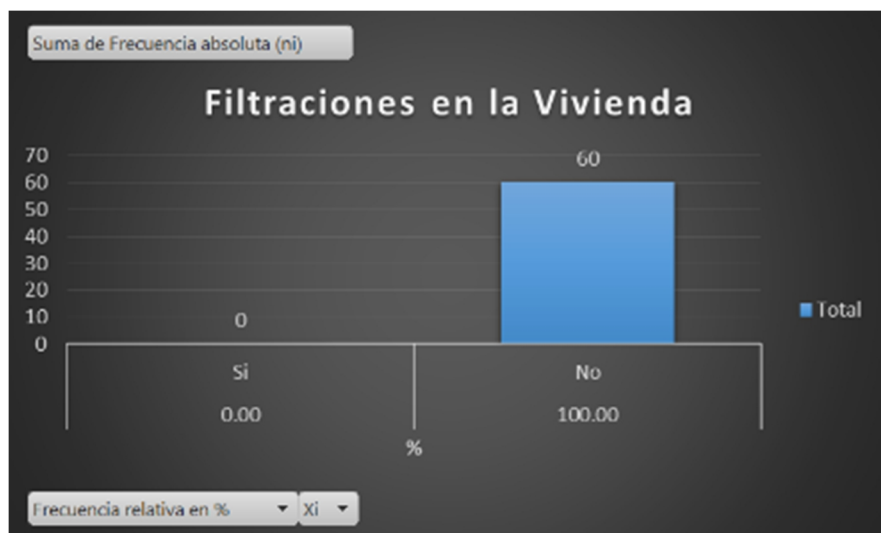 Suma de Frecuencia absoluta (ni)
Filtraciones en la Vivienda
70
60
50
40
30
20
10
0
0
60
Si
No
0.00
100.00
%
Total
Frecuencia relativa en %
Xi